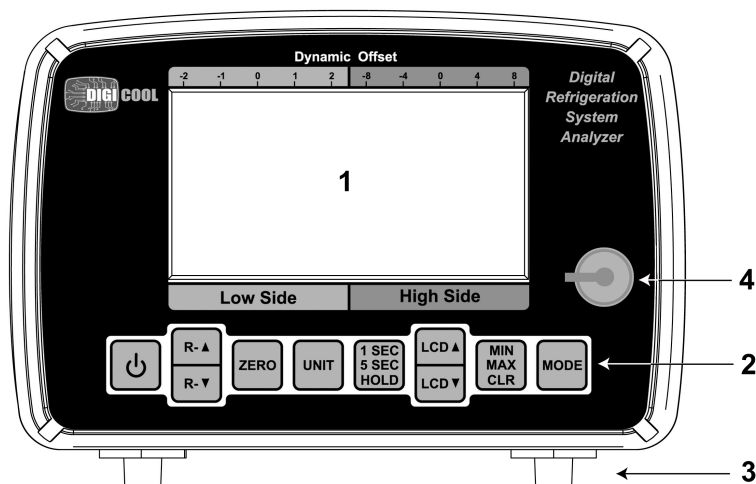 Dynamic Offset
-2 -1 0 1 2 -8 -4 0 4 8
DIGI COOL
Digital
Refrigeration
System
Analyzer
1
4
Low Side High Side
R-▲ ZERO UNIT 1 SEC
5 SEC
HOLD LCD▲ MIN
MAX
CLR MODE
R-▼ LCD▼
2
3